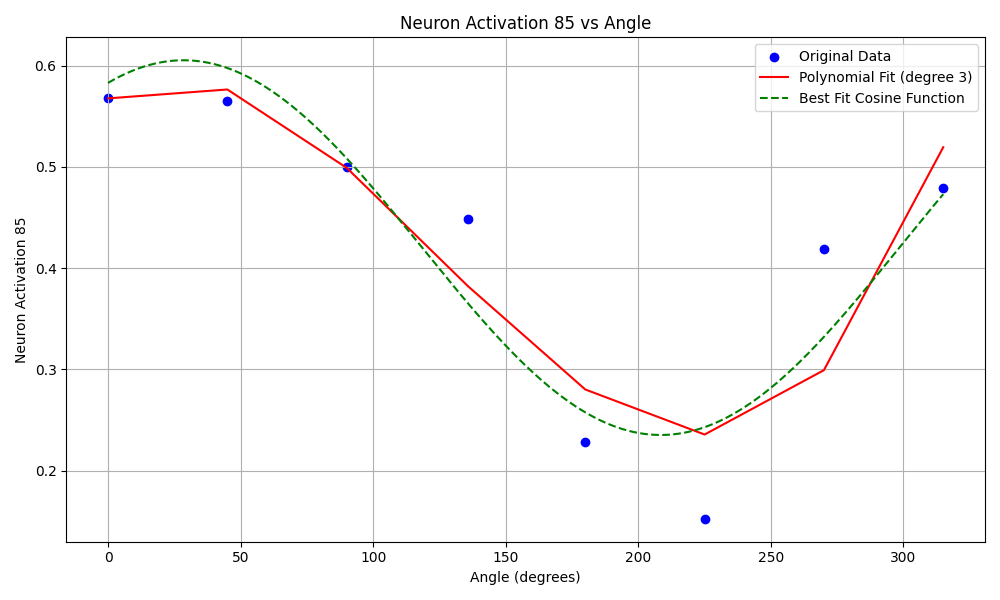 Neuron Activation 85 vs Angle
Original Data
Polynomial Fit (degree 3)
Best Fit Cosine Function
Neuron Activation 85
0.6
0.5
0.4
0.3
0.2
0 50 100 150 200 250 300
Angle (degrees)